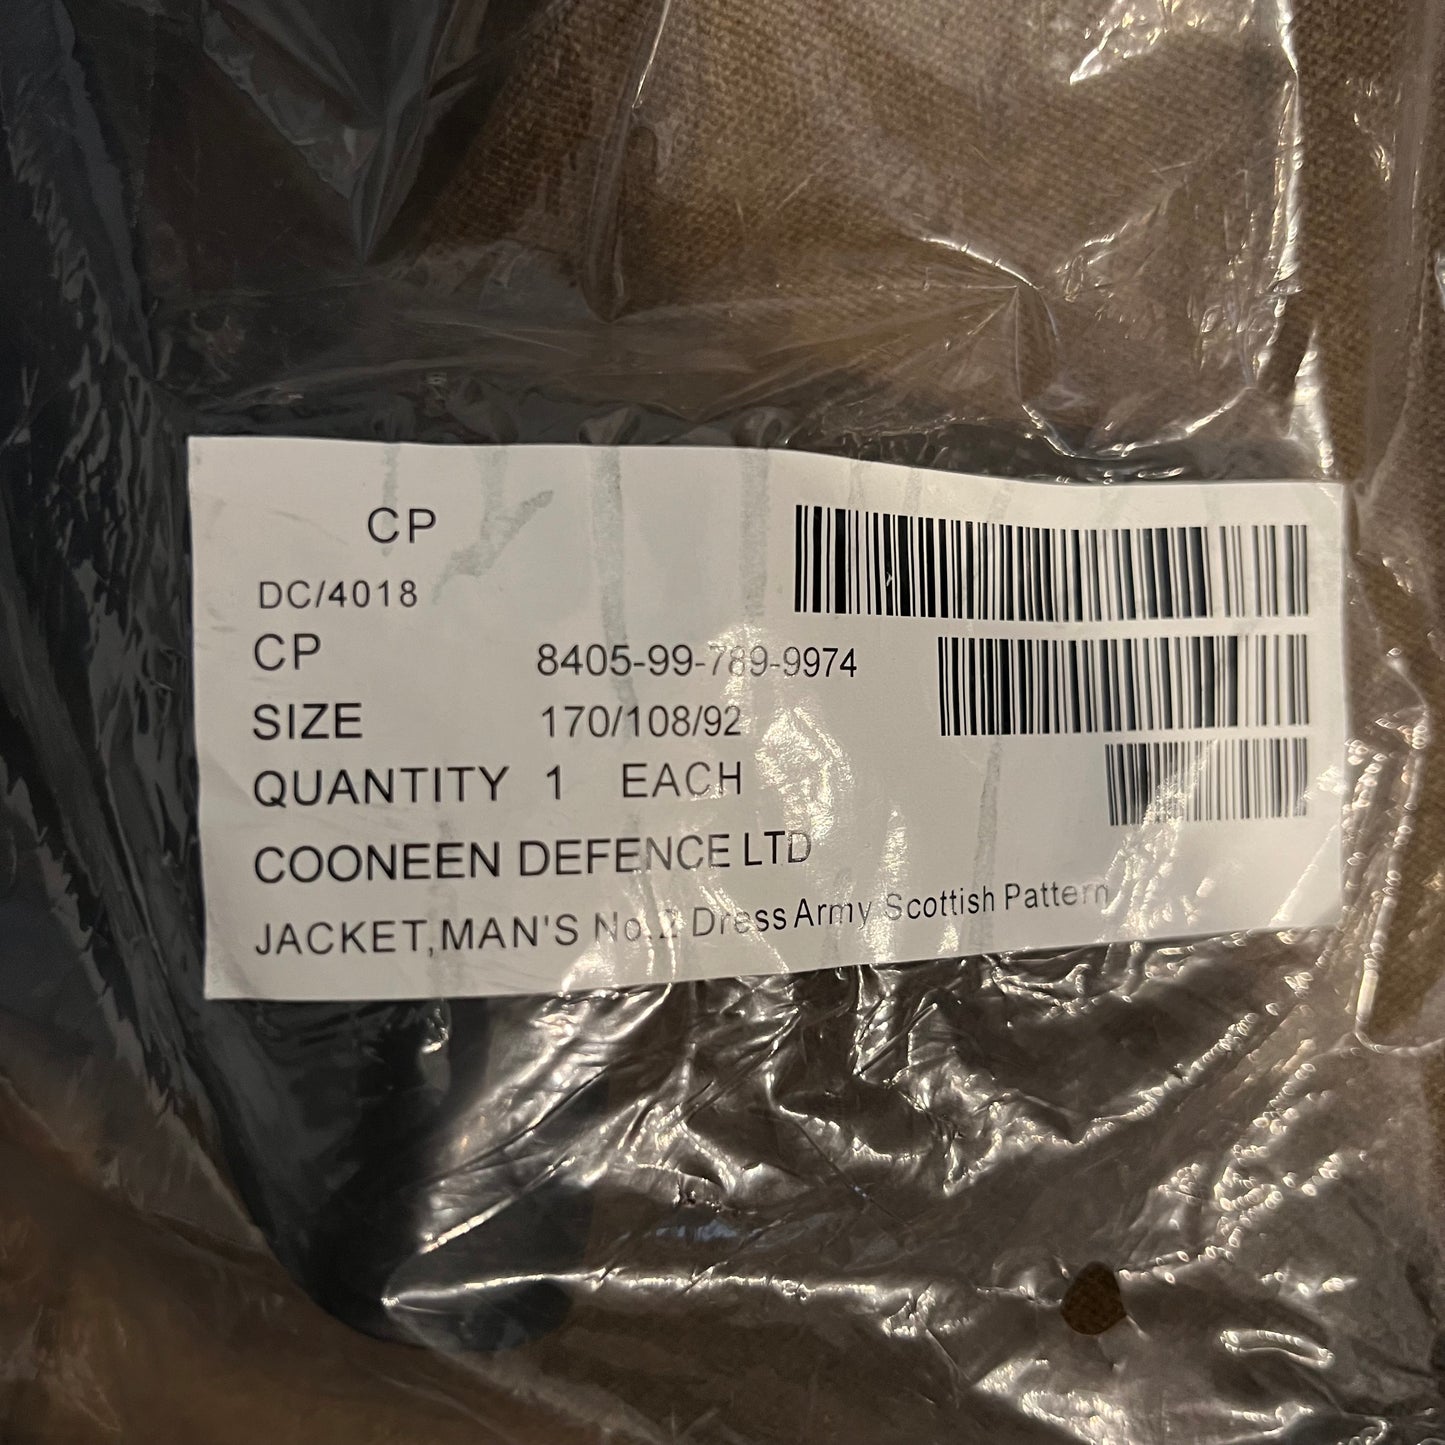 CP
DC/4018
CP 8405-99-789-9974
SIZE 170/108/92
QUANTITY 1 EACH
COONEEN DEFENCE LTD
JACKET,MAN'S No.2 Dress Army Scottish Pattern